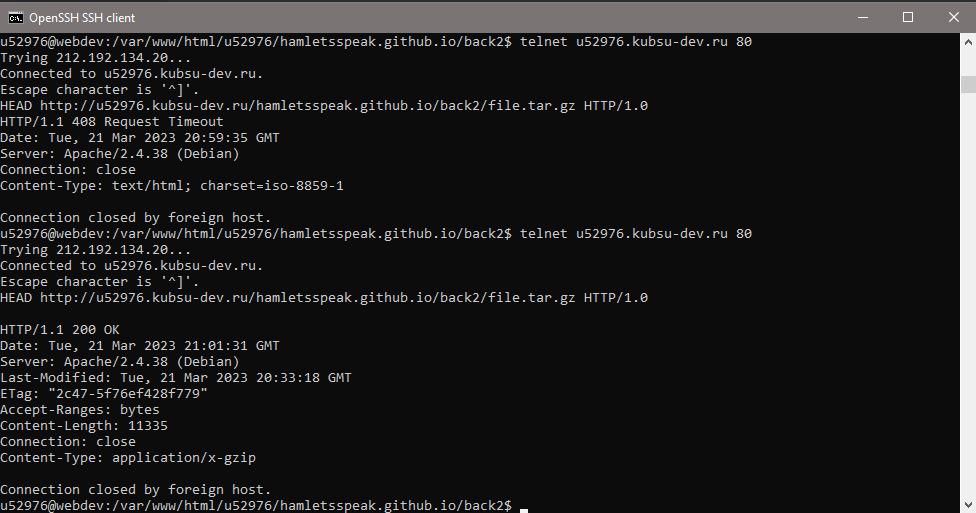 OpenSSH SSH client
u52976@webdev:/var/www/html/u52976/hamletsspeak.github.io/back2$ telnet u52976.kubsu-dev.ru 80
Trying 212.192.134.20...
Connected to u52976.kubsu-dev.ru.
Escape character is '^]'.
HEAD http://u52976.kubsu-dev.ru/hamletsspeak.github.io/back2/file.tar.gz HTTP/1.0
HTTP/1.1 408 Request Timeout
Date: Tue, 21 Mar 2023 20:59:35 GMT
Server: Apache/2.4.38 (Debian)
Connection: close
Content-Type: text/html; charset=iso-8859-1

Connection closed by foreign host.
u52976@webdev:/var/www/html/u52976/hamletsspeak.github.io/back2$ telnet u52976.kubsu-dev.ru 80
Trying 212.192.134.20...
Connected to u52976.kubsu-dev.ru.
Escape character is '^]'.
HEAD http://u52976.kubsu-dev.ru/hamletsspeak.github.io/back2/file.tar.gz HTTP/1.0

HTTP/1.1 200 OK
Date: Tue, 21 Mar 2023 21:01:31 GMT
Server: Apache/2.4.38 (Debian)
Last-Modified: Tue, 21 Mar 2023 20:33:18 GMT
ETag: "2c47-5f76ef428f779"
Accept-Ranges: bytes
Content-Length: 11335
Connection: close
Content-Type: application/x-gzip

Connection closed by foreign host.
u52976@webdev:/var/www/html/u52976/hamletsspeak.github.io/back2$